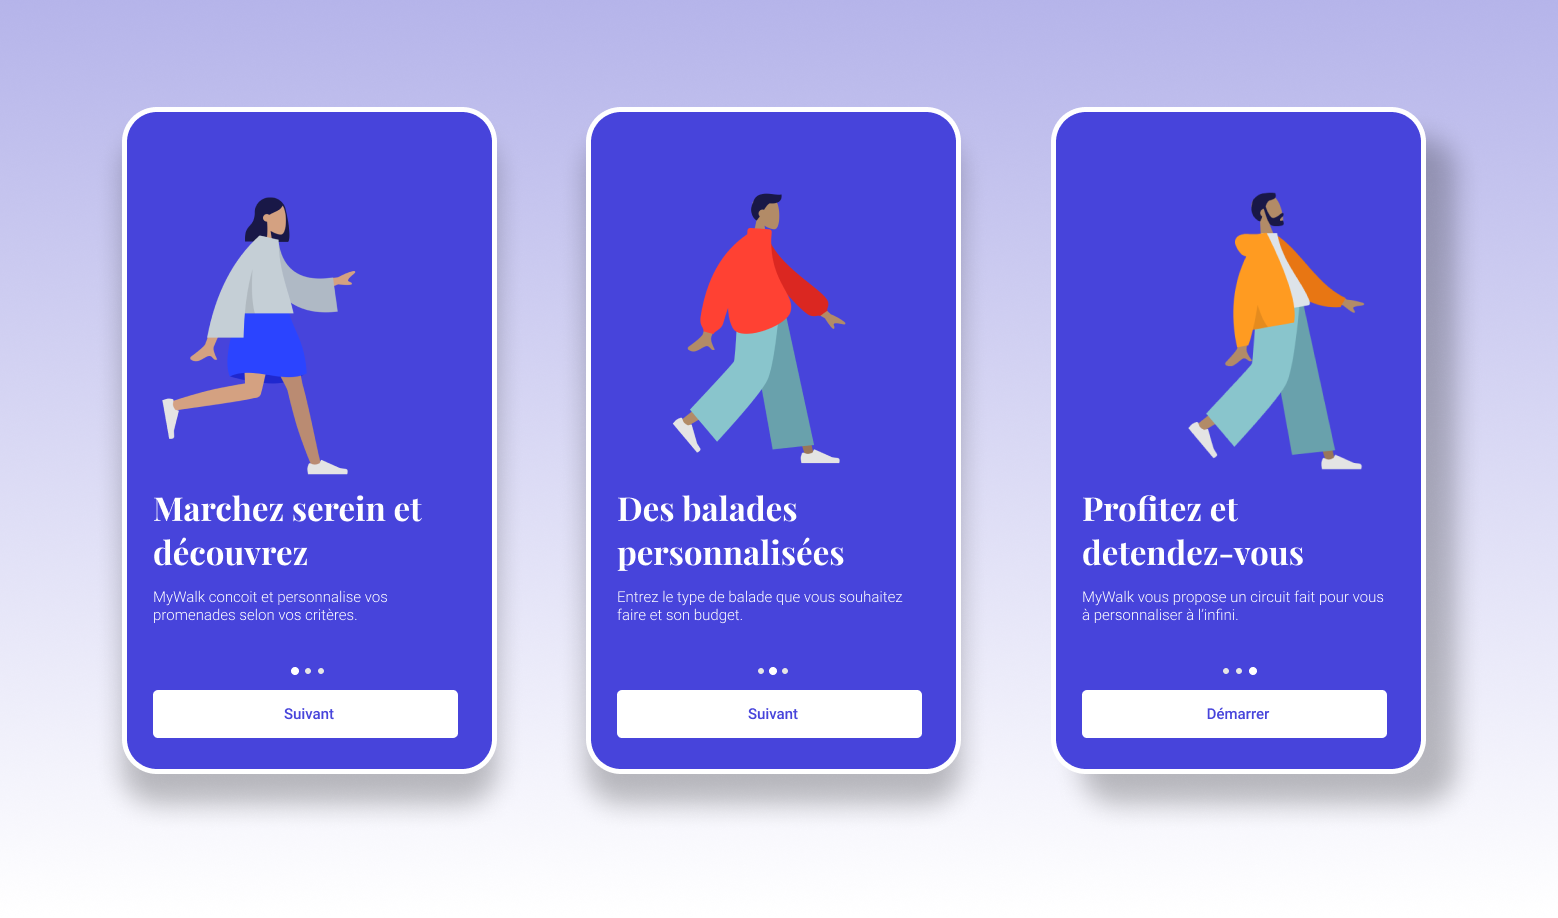 Marchez serein et
découvrez
MyWalk concoit et personnalise vos
promenades selon vos critères.
Suivant
Des balades
personnalisées
Entrez le type de balade que vous souhaitez
faire et son budget.
Suivant
Profitez et
detendez-vous
MyWalk vous propose un circuit fait pour vous
à personnaliser à l'infini.
Démarrer